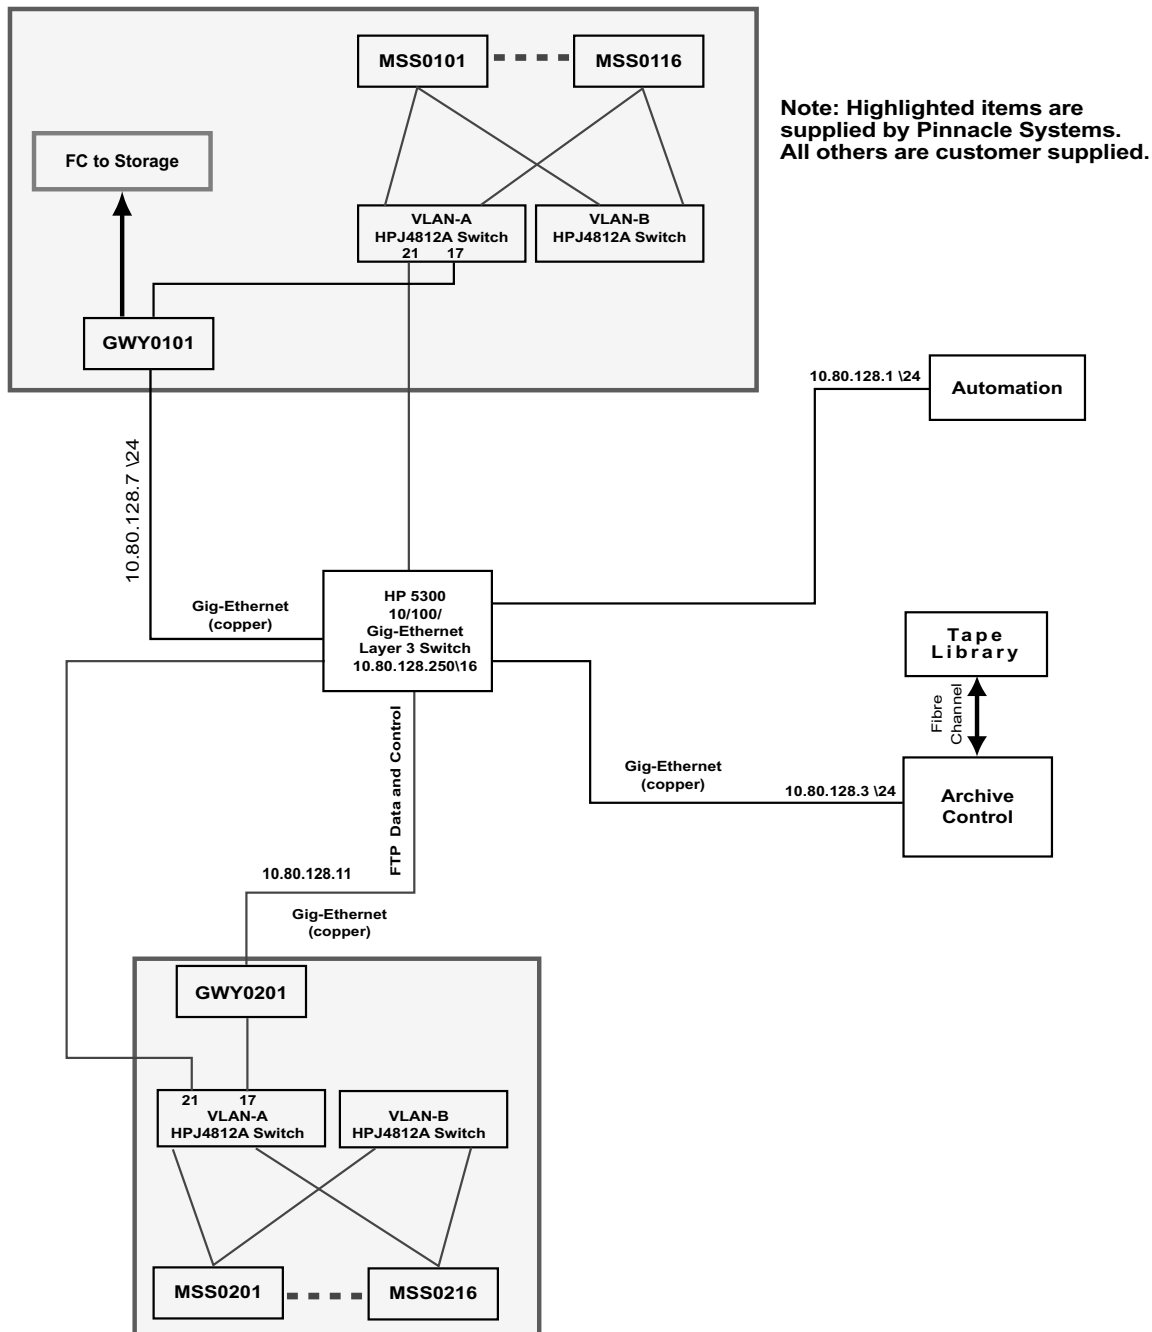 MSS0101
MSS0116
Note: Highlighted items are
supplied by Pinnacle Systems.
All others are customer supplied.
FC to Storage
VLAN-A
HPJ4812A Switch
21 17
VLAN-B
HPJ4812A Switch
GWY0101
10.80.128.7 \24
10.80.128.1 \24
Automation
Gig-Ethernet
(copper)
HP 5300
10/100/
Gig-Ethernet
Layer 3 Switch
10.80.128.250\16
Tape
Library
Fibre
Channel
FTP Data and Control
Gig-Ethernet
(copper)
10.80.128.3 \24
Archive
Control
10.80.128.11
Gig-Ethernet
(copper)
GWY0201
21 17
VLAN-A
HPJ4812A Switch
VLAN-B
HPJ4812A Switch
MSS0201
MSS0216